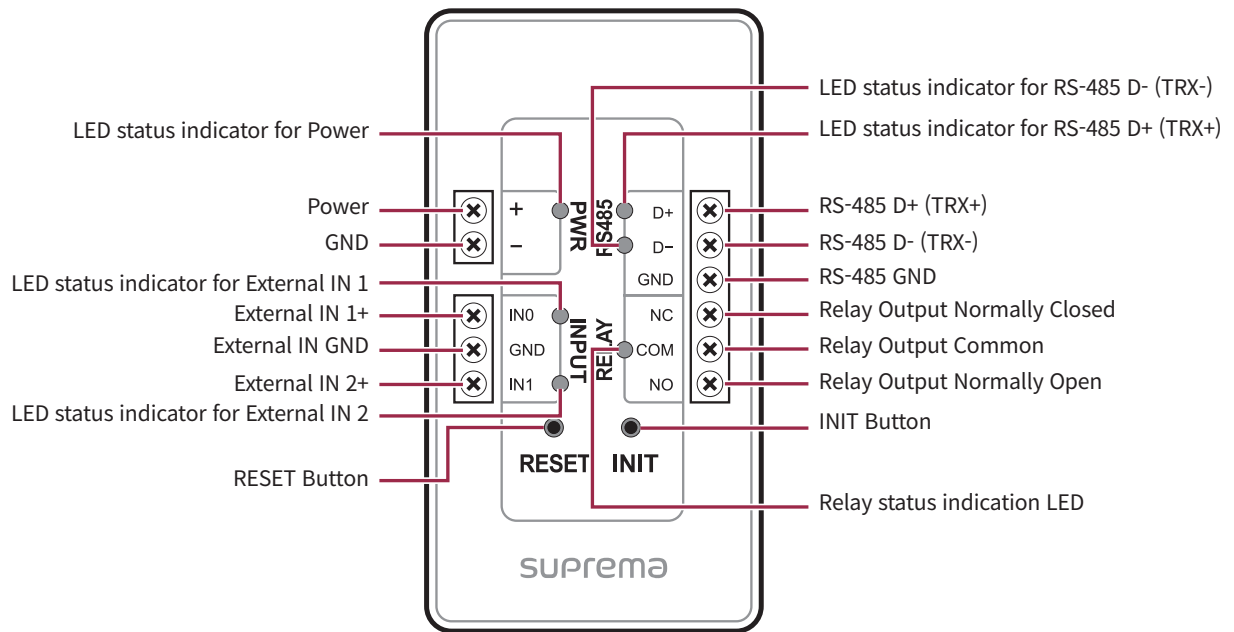 LED status indicator for RS-485 D- (TRX-)
LED status indicator for Power
LED status indicator for RS-485 D+ (TRX+)
Power
+
PWR
RS485
D+
RS-485 D+ (TRX+)
GND
−
D−
RS-485 D- (TRX-)
LED status indicator for External IN 1
GND
RS-485 GND
External IN 1+
IN0
INPUT
RELAY
NC
Relay Output Normally Closed
External IN GND
GND
COM
Relay Output Common
External IN 2+
IN1
NO
Relay Output Normally Open
LED status indicator for External IN 2
INIT Button
RESET INIT
RESET Button
Relay status indication LED
suprema